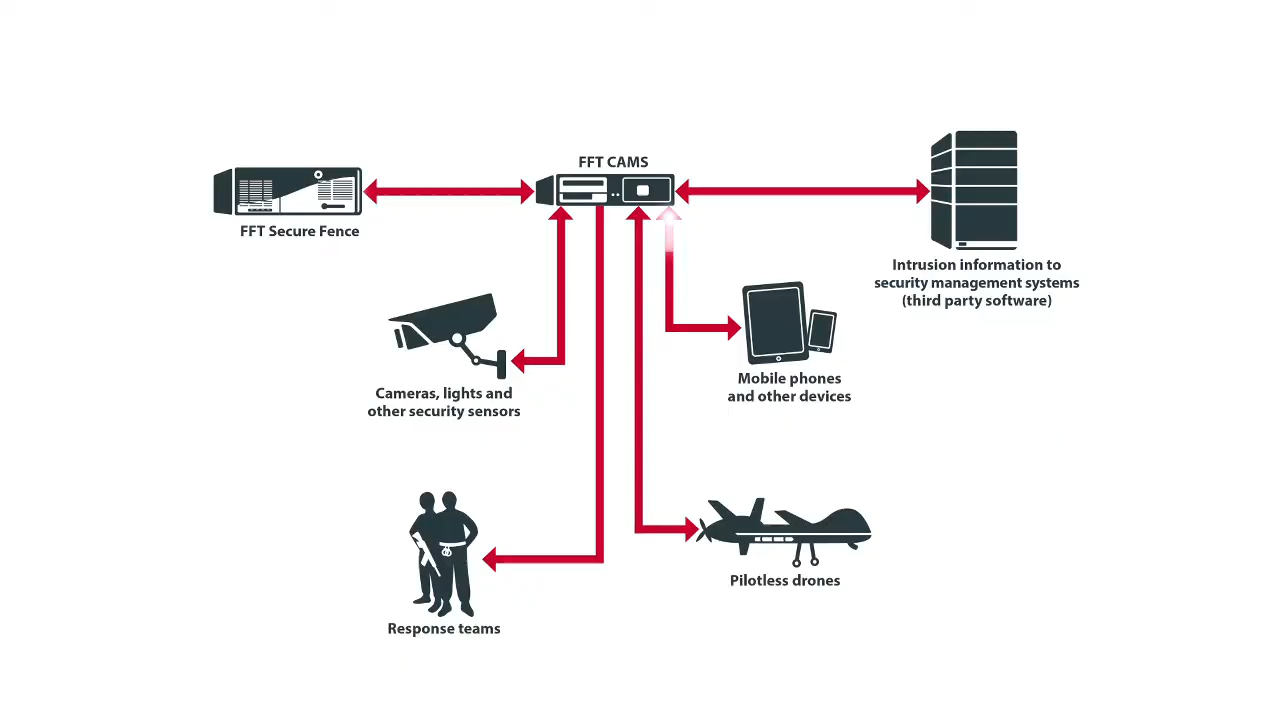 FFT CAMS
FFT Secure Fence
Intrusion information to
security management systems
(third party software)
Mobile phones
and other devices
Cameras, lights and
other security sensors
Pilotless drones
Response teams